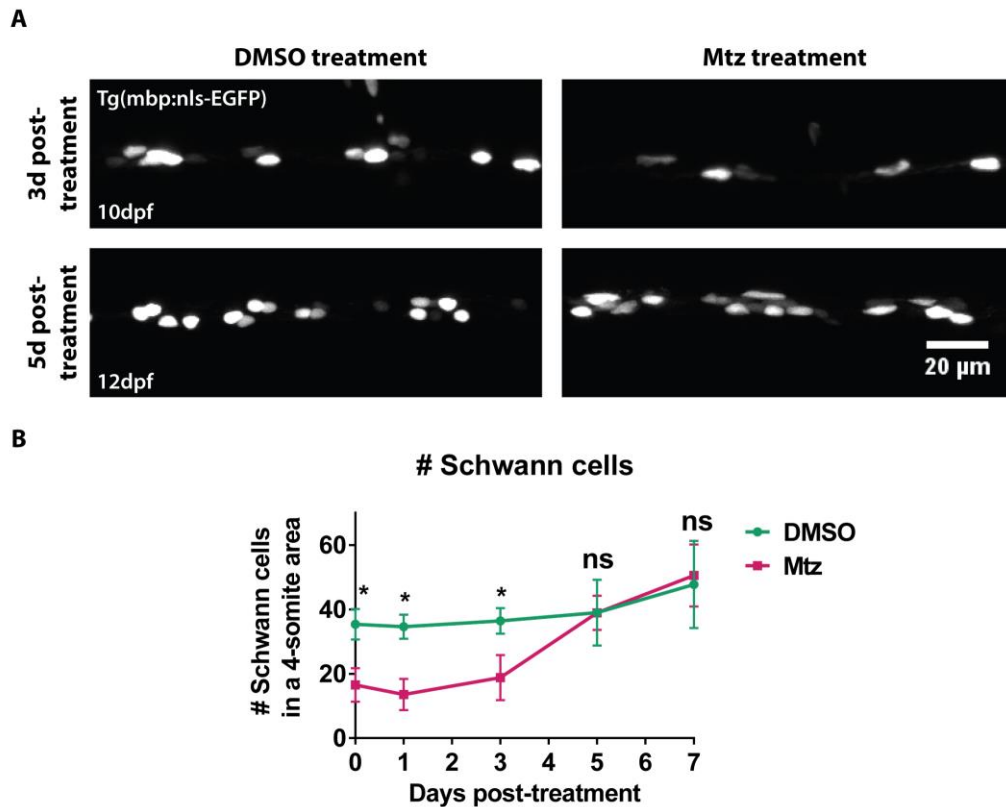 A
DMSO treatment
Mtz treatment
3d post-
treatment
Tg(mbp:nls-EGFP)
10dpf
5d post-
treatment
12dpf
20 µm
B
# Schwann cells
# Schwann cells
in a 4-somite area
60
40
20
0
* * * ns ns
DMSO
Mtz
0 1 2 3 4 5 6 7
Days post-treatment